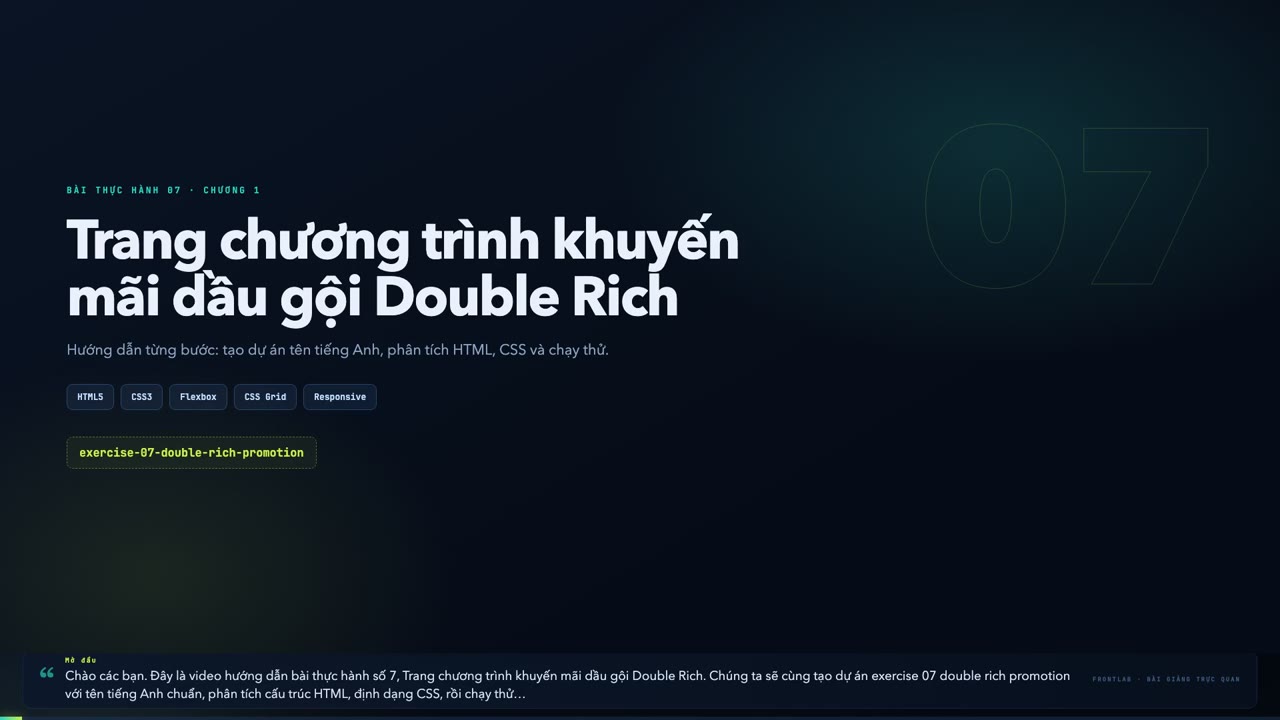 07
BÀI THỰC HÀNH 07 · CHƯƠNG 1
Trang chương trình khuyến
mãi dầu gội Double Rich
Hướng dẫn từng bước: tạo dự án tên tiếng Anh, phân tích HTML, CSS và chạy thử.
HTML5 CSS3 Flexbox CSS Grid Responsive
exercise-07-double-rich-promotion
Mở đầu
“ Chào các bạn. Đây là video hướng dẫn bài thực hành số 7, Trang chương trình khuyến mãi dầu gội Double Rich. Chúng ta sẽ cùng tạo dự án exercise 07 double rich promotion
với tên tiếng Anh chuẩn, phân tích cấu trúc HTML, định dạng CSS, rồi chạy thử…
FRONTLAB · BÀI GIẢNG TRỰC QUAN